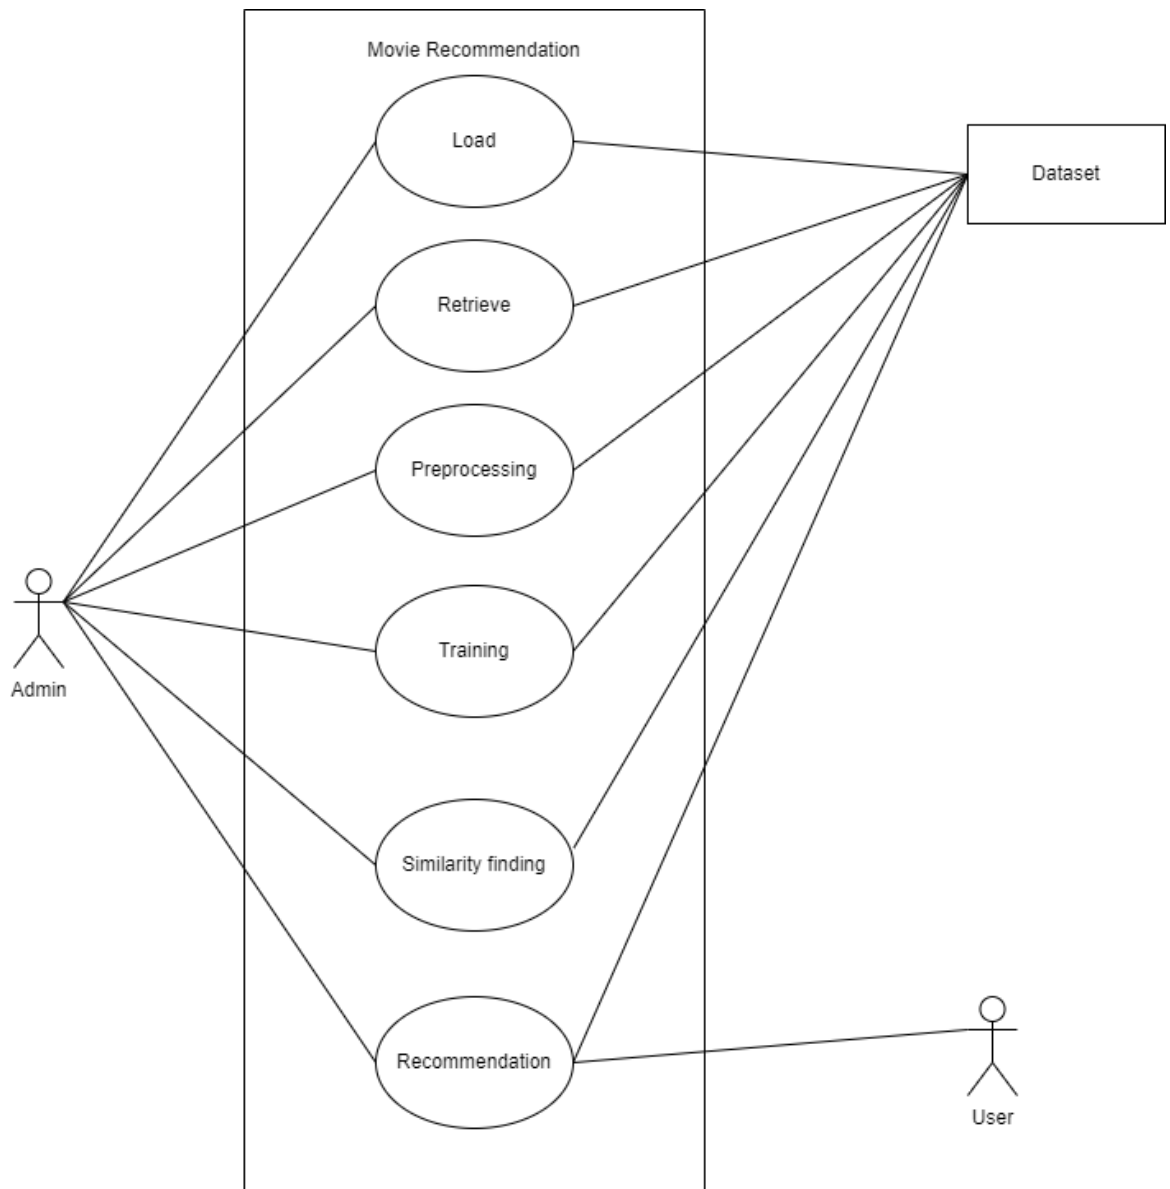 Movie Recommendation
Load
Dataset
Retrieve
Preprocessing
Training
Admin
Similarity finding
Recommendation
User